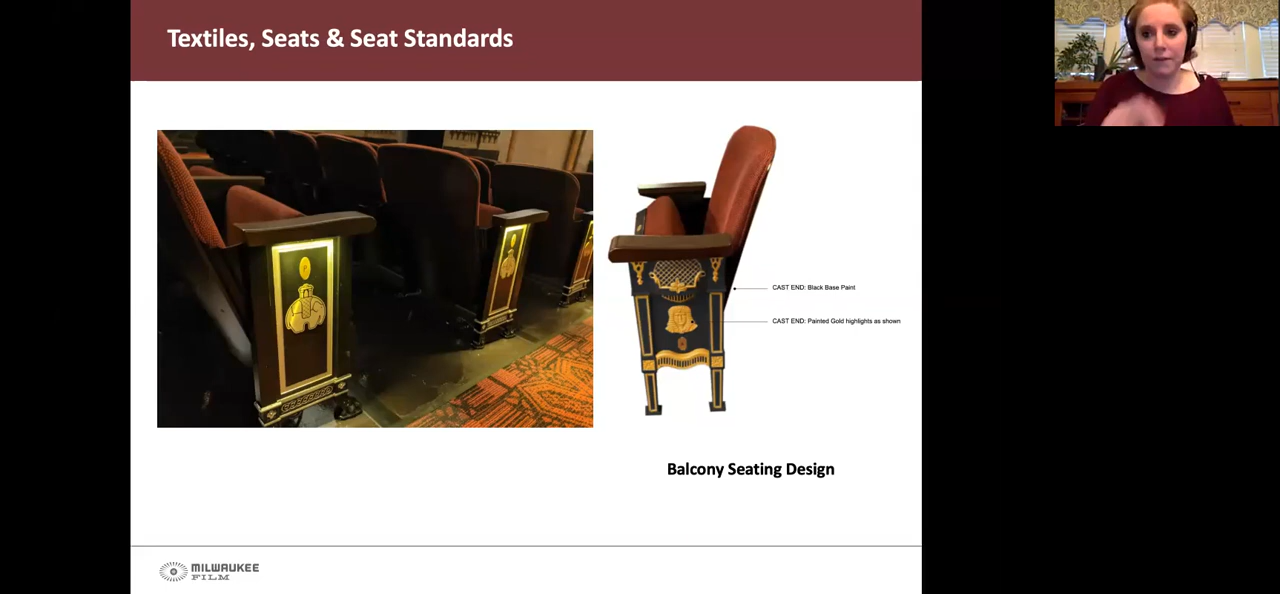 Textiles, Seats & Seat Standards
CAST END: Black Base Paint
CAST END: Painted Gold highlights as shown
Balcony Seating Design
MILWAUKEE
FILM